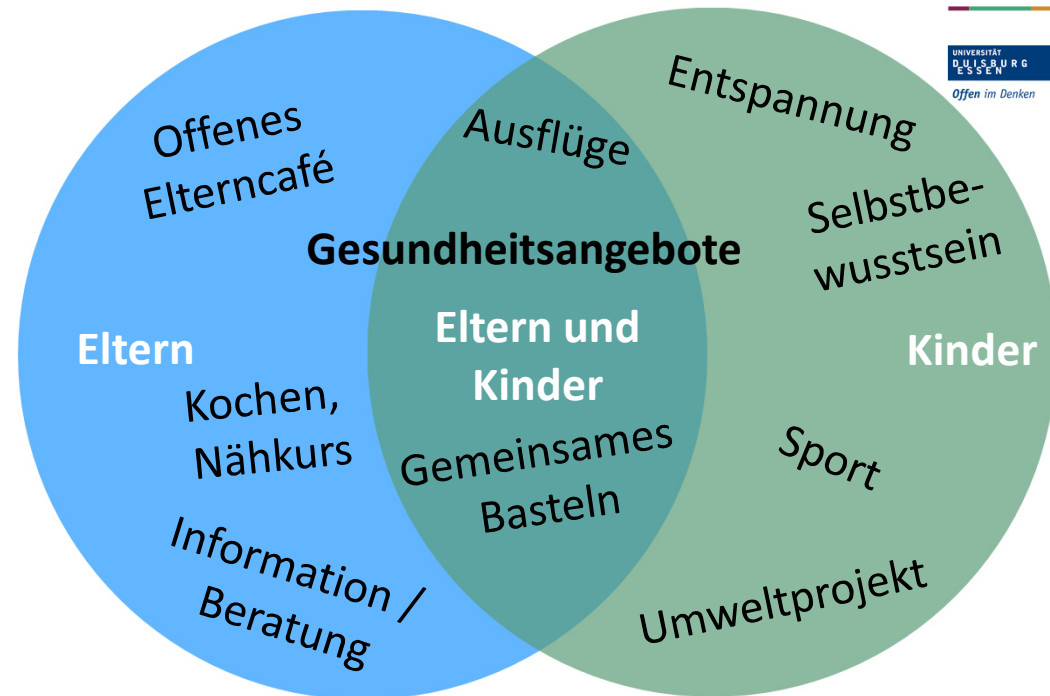 UNIVERSITÄT
DUISBURG
ESSEN
Offen im Denken
Offenes
Elterncafé
Ausflüge
Entspannung
Selbstbe-
wusstsein
Gesundheitsangebote
Eltern
Eltern und
Kinder
Kinder
Kochen,
Nähkurs
Gemeinsames
Basteln
Sport
Information /
Beratung
Umweltprojekt